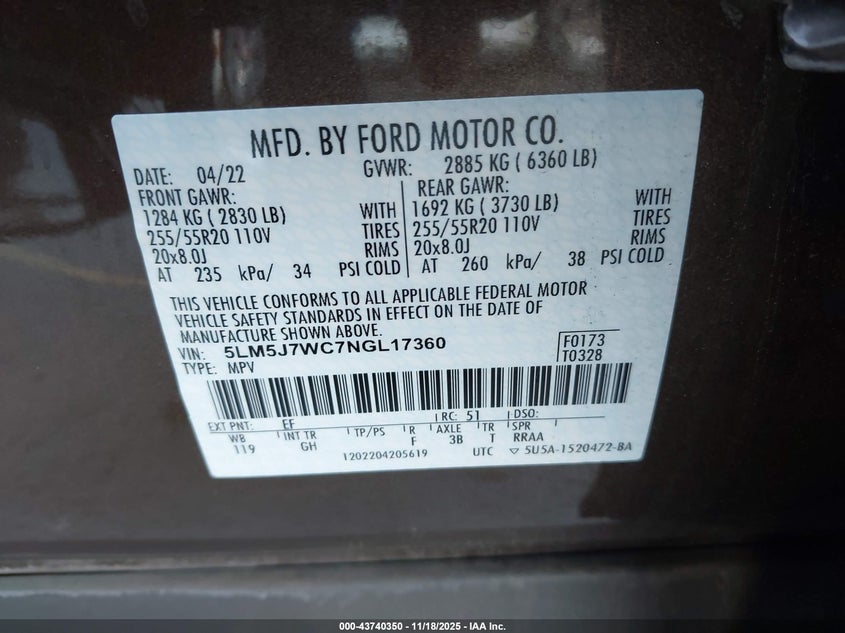 MFD. BY FORD MOTOR CO.
DATE: 04/22 GVWR: 2885 KG ( 6360 LB)
FRONT GAWR: REAR GAWR:
1284 KG ( 2830 LB) WITH 1692 KG ( 3730 LB) WITH
255/55R20 110V TIRES 255/55R20 110V TIRES
20x8.0J RIMS 20x8.0J RIMS
AT 235 kPa/ 34 PSI COLD AT 260 kPa/ 38 PSI COLD
THIS VEHICLE CONFORMS TO ALL APPLICABLE FEDERAL MOTOR
VEHICLE SAFETY STANDARDS IN EFFECT ON THE DATE OF
MANUFACTURE SHOWN ABOVE.
VIN: 5LM5J7WC7NGL17360 F0173
TYPE: MPV T0328
EXT PNT: EF RC: 51 DSO:
WB INT TR TP/PS R AXLE TR SPR
119 GH F 3B T RRAA
1202204205619 UTC ▽ 5U5A-1520472-BA
000-43740350 — 11/18/2025 — IAA Inc.